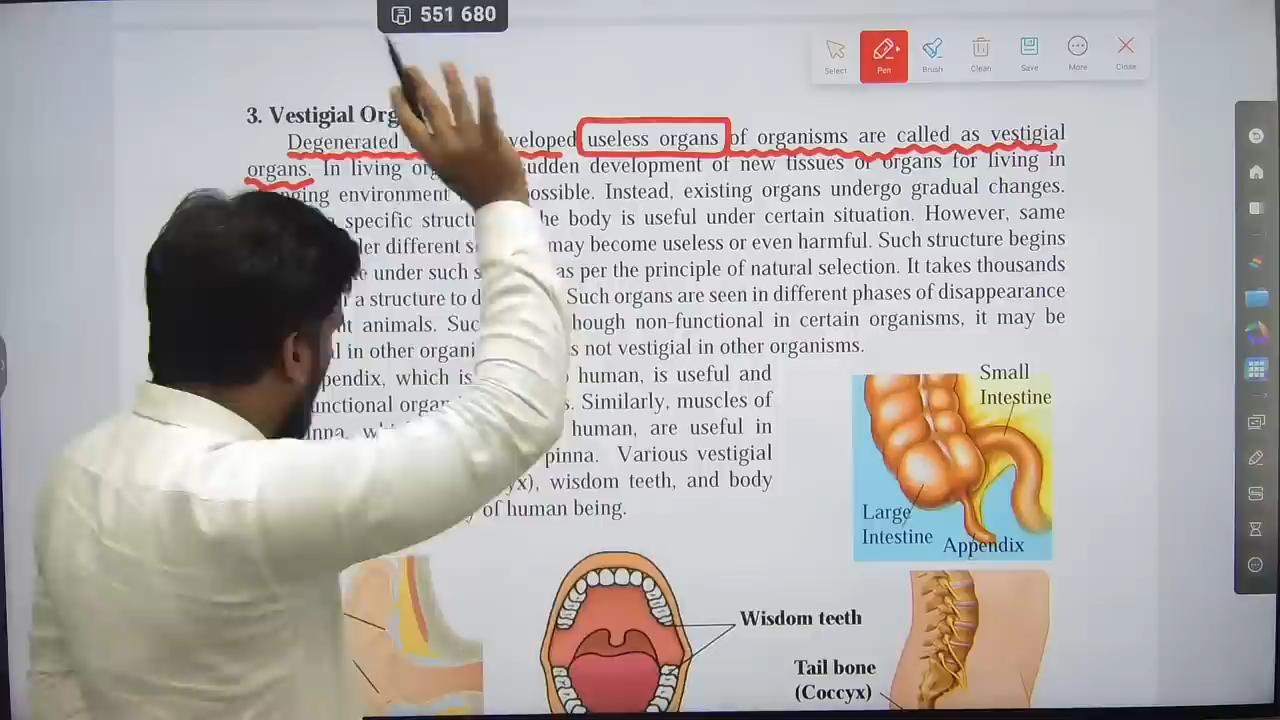 551 680
Select Pen Brush Clean Save More Close
3. Vestigial Org
Degenerated veloped useless organs of organisms are called as vestigial
organs. In living org sudden development of new tissues or organs for living in
ging environment ossible. Instead, existing organs undergo gradual changes.
specific structu he body is useful under certain situation. However, same
der different s may become useless or even harmful. Such structure begins
e under such s as per the principle of natural selection. It takes thousands
a structure to d Such organs are seen in different phases of disappearance
nt animals. Suc hough non-functional in certain organisms, it may be
l in other organi s not vestigial in other organisms.
pendix, which is human, is useful and
unctional organ s. Similarly, muscles of
nna, w human, are useful in
pinna. Various vestigial
yx), wisdom teeth, and body
of human being.
Small
Intestine
Large
Intestine
Appendix
Wisdom teeth
Tail bone
(Coccyx)